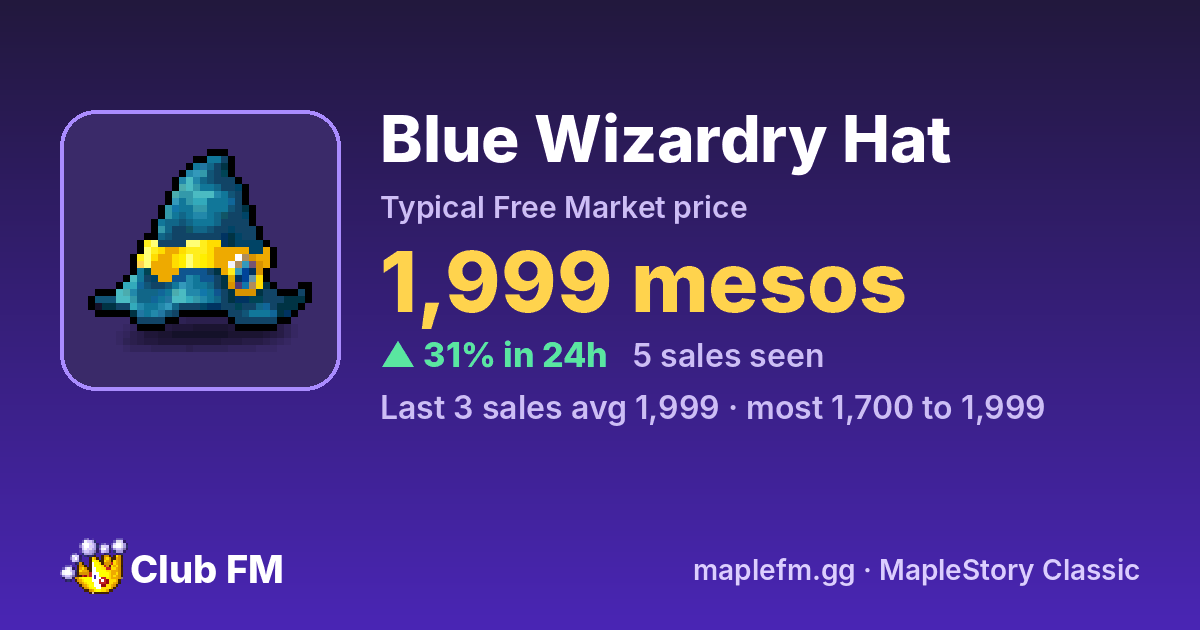 Blue Wizardry Hat
Typical Free Market price
1,999 mesos
▲ 31% in 24h 5 sales seen
Last 3 sales avg 1,999 · most 1,700 to 1,999
Club FM
maplefm.gg · MapleStory Classic